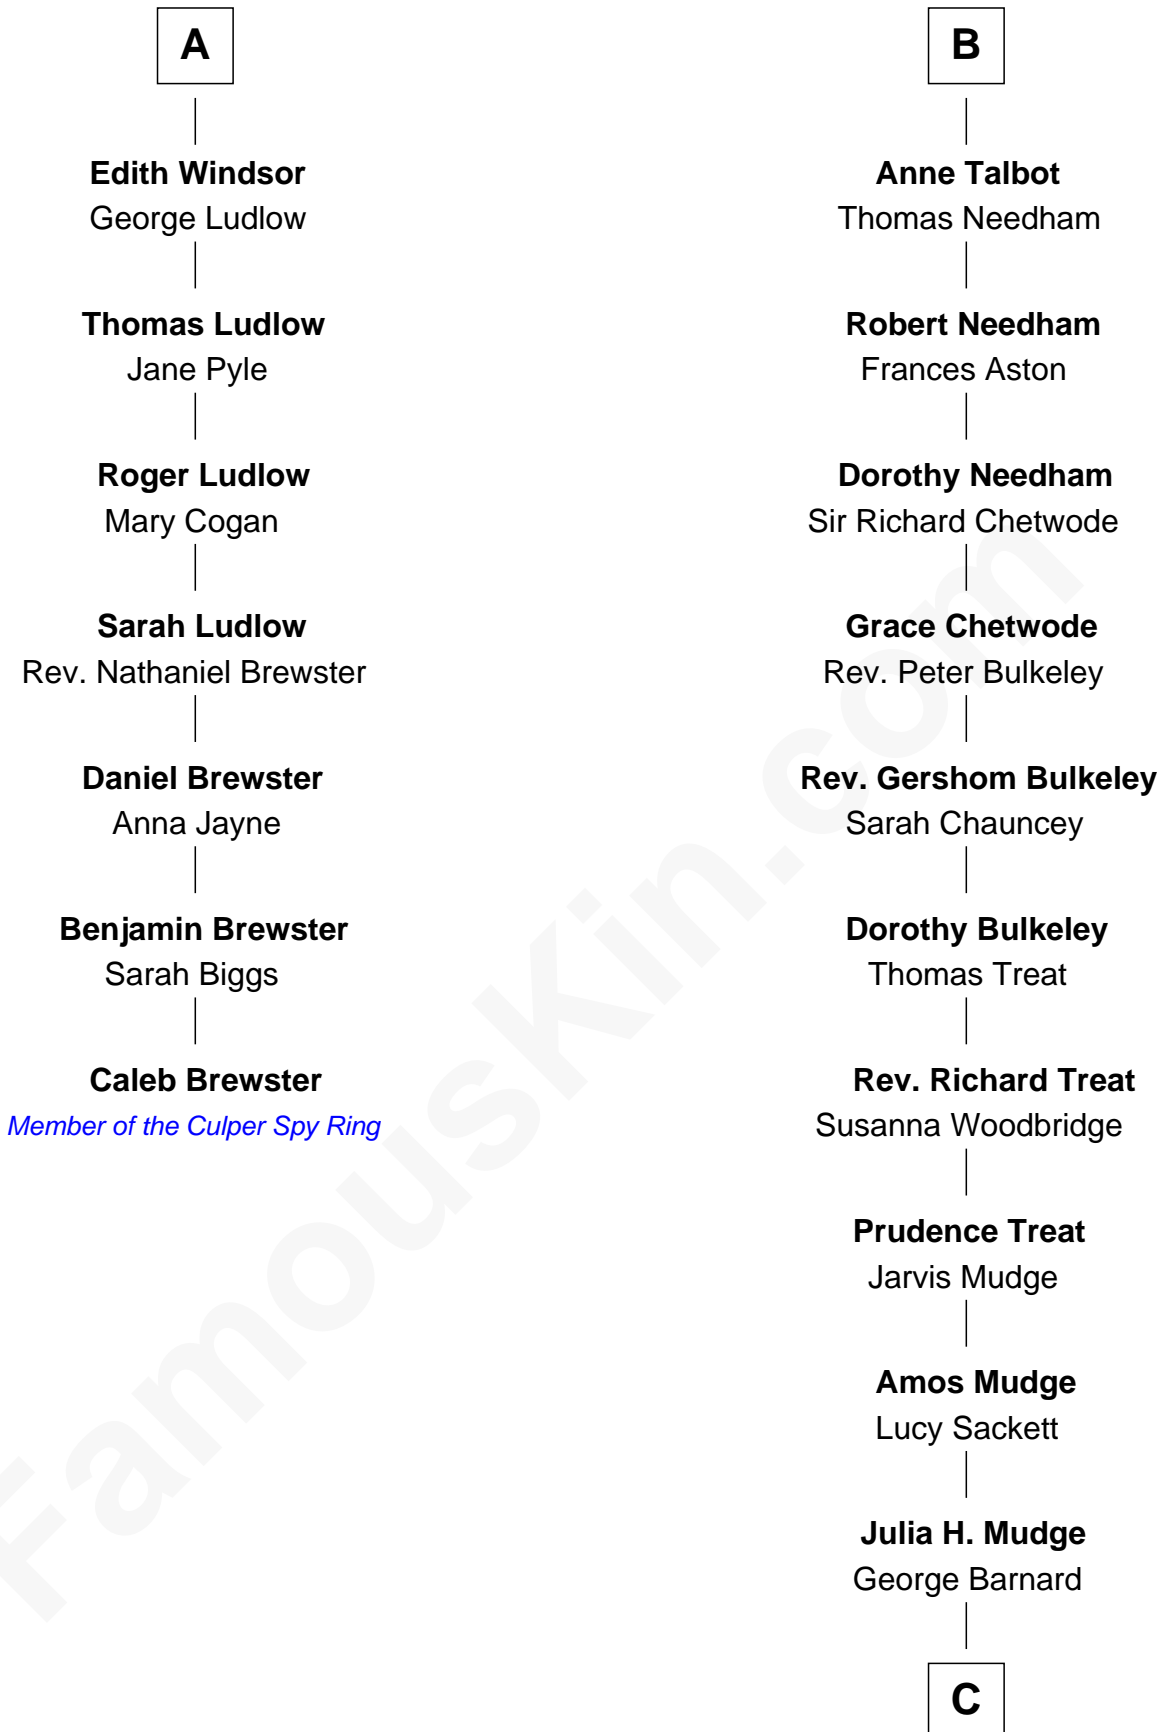 A
Edith Windsor
George Ludlow
Thomas Ludlow
Jane Pyle
Roger Ludlow
Mary Cogan
Sarah Ludlow
Rev. Nathaniel Brewster
Daniel Brewster
Anna Jayne
Benjamin Brewster
Sarah Biggs
Caleb Brewster
Member of the Culper Spy Ring
B
Anne Talbot
Thomas Needham
Robert Needham
Frances Aston
Dorothy Needham
Sir Richard Chetwode
Grace Chetwode
Rev. Peter Bulkeley
Rev. Gershom Bulkeley
Sarah Chauncey
Dorothy Bulkeley
Thomas Treat
Rev. Richard Treat
Susanna Woodbridge
Prudence Treat
Jarvis Mudge
Amos Mudge
Lucy Sackett
Julia H. Mudge
George Barnard
C
FamousKin.com